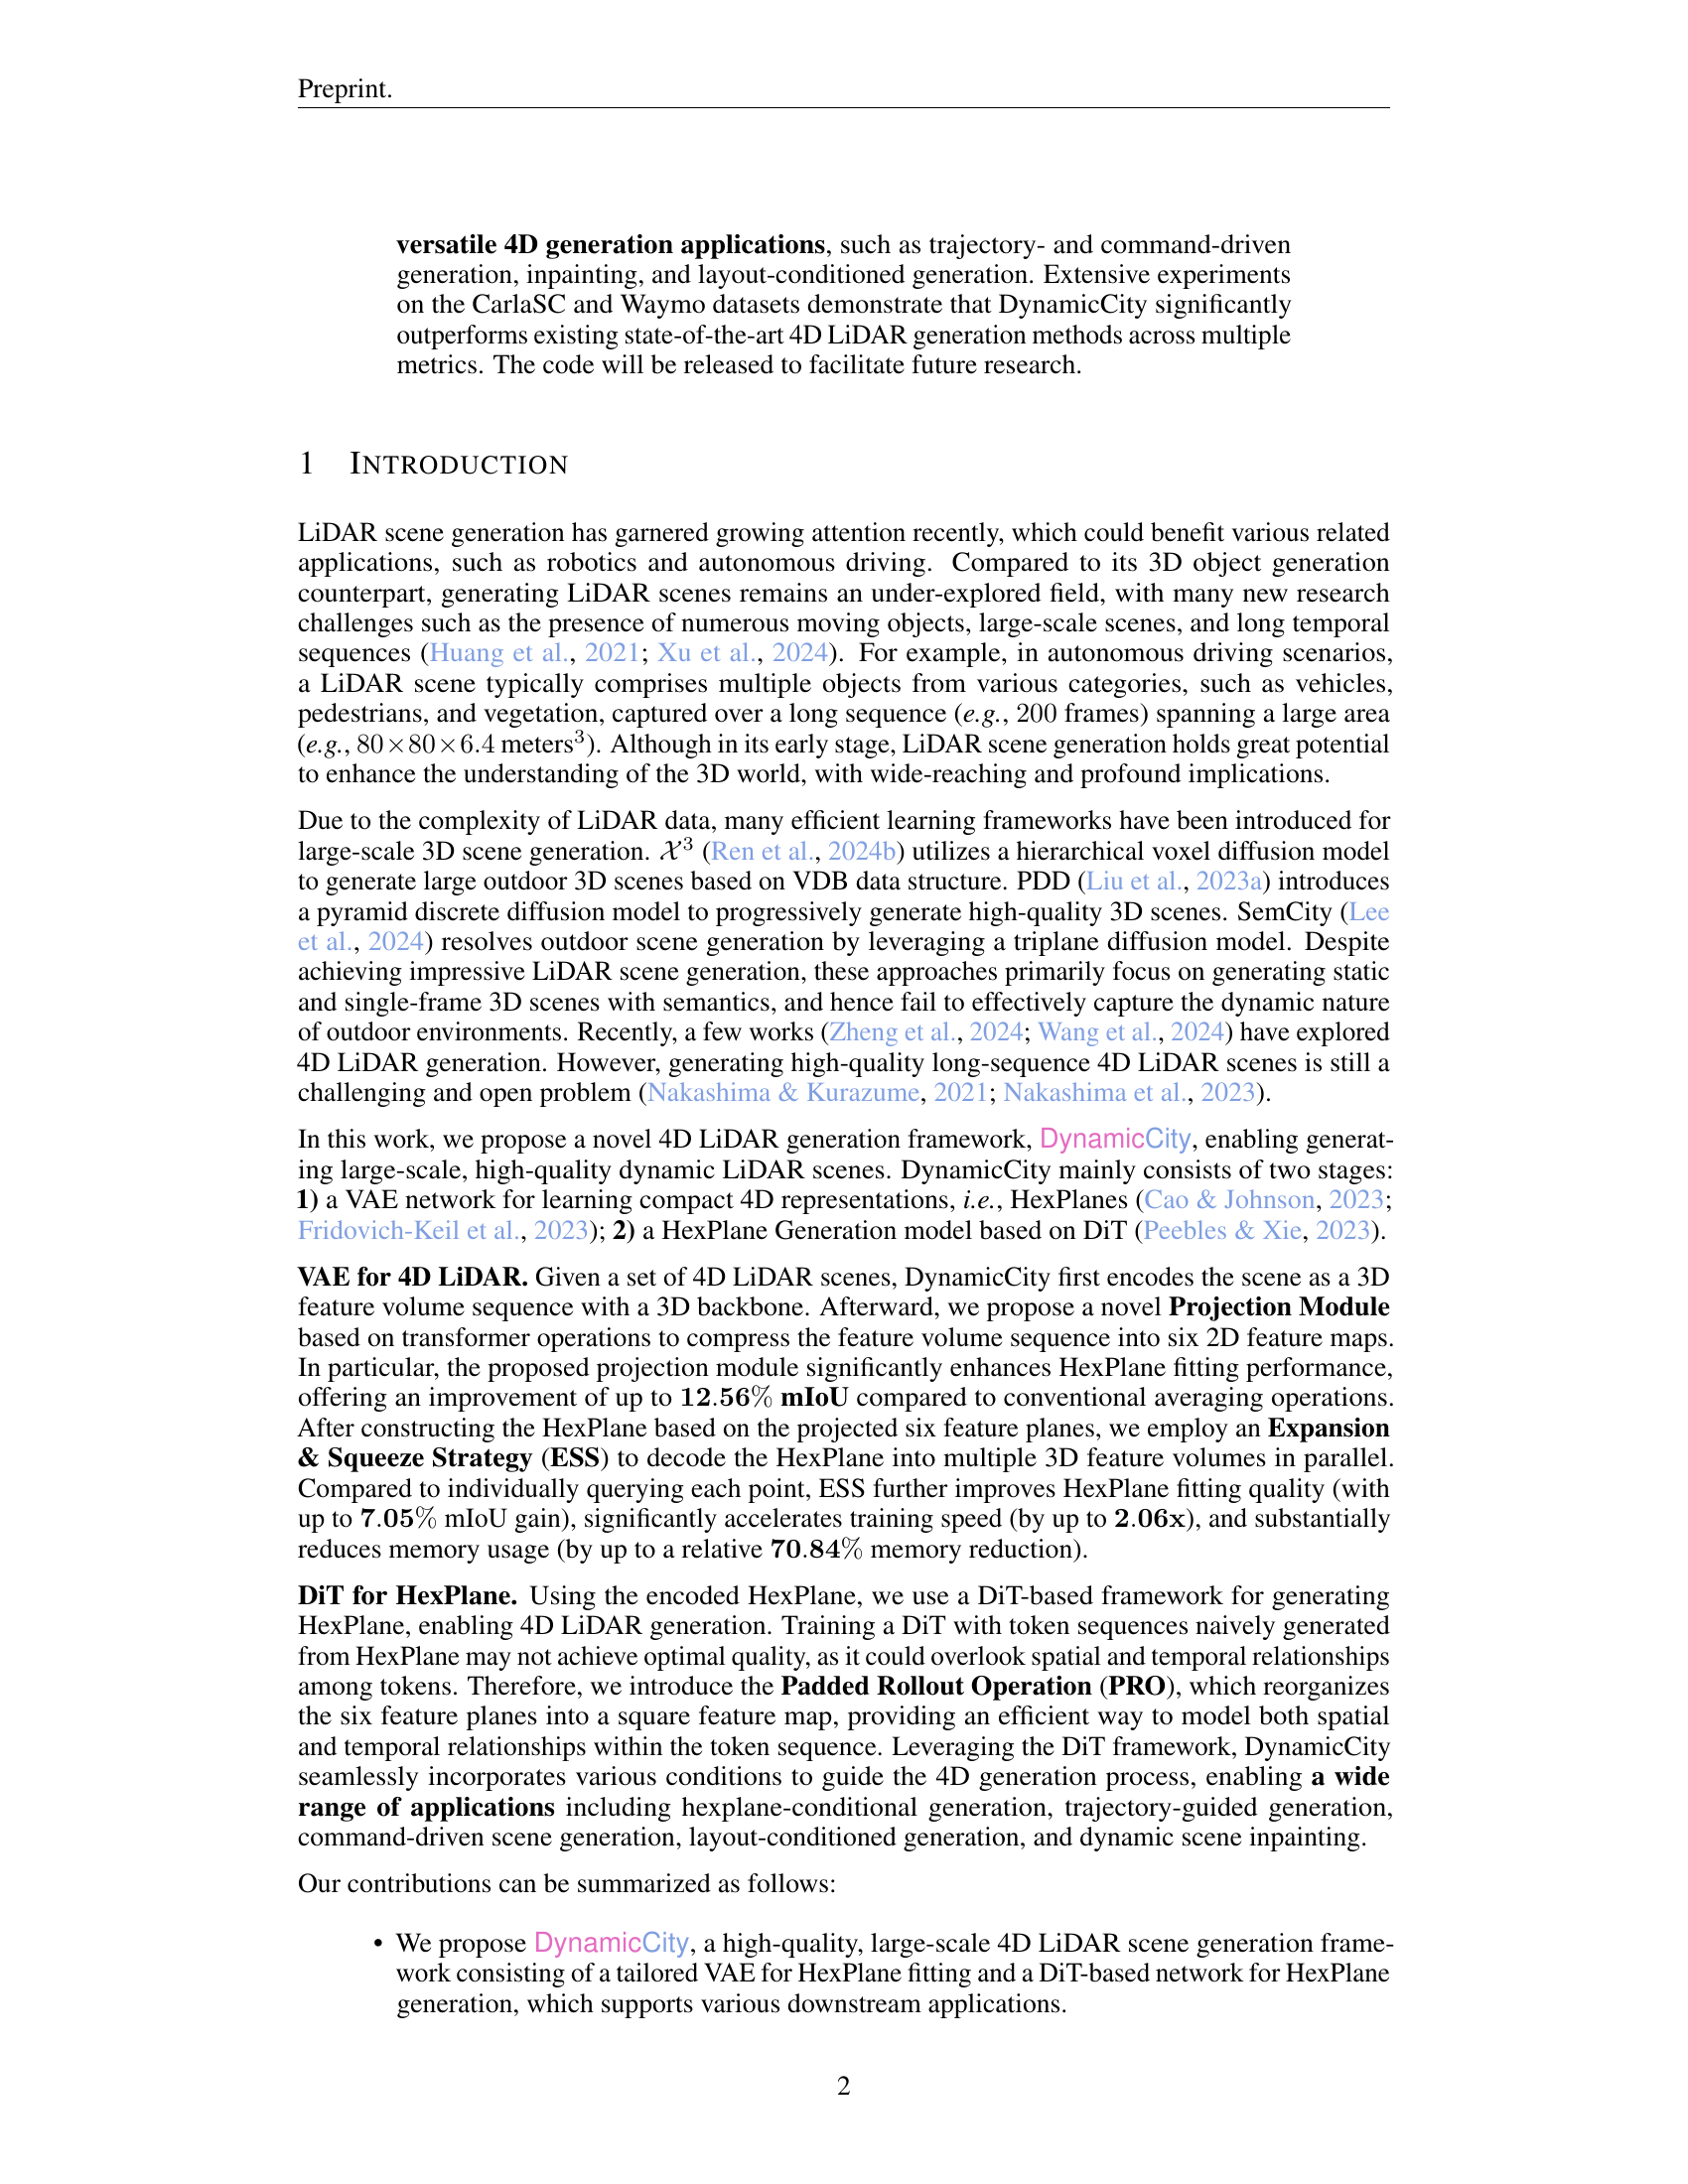 Preprint.
versatile 4D generation applications, such as trajectory- and command-driven
generation, inpainting, and layout-conditioned generation. Extensive experiments
on the CarlaSC and Waymo datasets demonstrate that DynamicCity significantly
outperforms existing state-of-the-art 4D LiDAR generation methods across multiple
metrics. The code will be released to facilitate future research.
1 INTRODUCTION
LiDAR scene generation has garnered growing attention recently, which could benefit various related
applications, such as robotics and autonomous driving. Compared to its 3D object generation
counterpart, generating LiDAR scenes remains an under-explored field, with many new research
challenges such as the presence of numerous moving objects, large-scale scenes, and long temporal
sequences (Huang et al., 2021; Xu et al., 2024). For example, in autonomous driving scenarios,
a LiDAR scene typically comprises multiple objects from various categories, such as vehicles,
pedestrians, and vegetation, captured over a long sequence (e.g., 200 frames) spanning a large area
(e.g., 80×80×6.4 meters³). Although in its early stage, LiDAR scene generation holds great potential
to enhance the understanding of the 3D world, with wide-reaching and profound implications.
Due to the complexity of LiDAR data, many efficient learning frameworks have been introduced for
large-scale 3D scene generation. 𝒳³ (Ren et al., 2024b) utilizes a hierarchical voxel diffusion model
to generate large outdoor 3D scenes based on VDB data structure. PDD (Liu et al., 2023a) introduces
a pyramid discrete diffusion model to progressively generate high-quality 3D scenes. SemCity (Lee
et al., 2024) resolves outdoor scene generation by leveraging a triplane diffusion model. Despite
achieving impressive LiDAR scene generation, these approaches primarily focus on generating static
and single-frame 3D scenes with semantics, and hence fail to effectively capture the dynamic nature
of outdoor environments. Recently, a few works (Zheng et al., 2024; Wang et al., 2024) have explored
4D LiDAR generation. However, generating high-quality long-sequence 4D LiDAR scenes is still a
challenging and open problem (Nakashima & Kurazume, 2021; Nakashima et al., 2023).
In this work, we propose a novel 4D LiDAR generation framework, DynamicCity, enabling generat-
ing large-scale, high-quality dynamic LiDAR scenes. DynamicCity mainly consists of two stages:
1) a VAE network for learning compact 4D representations, i.e., HexPlanes (Cao & Johnson, 2023;
Fridovich-Keil et al., 2023); 2) a HexPlane Generation model based on DiT (Peebles & Xie, 2023).
VAE for 4D LiDAR. Given a set of 4D LiDAR scenes, DynamicCity first encodes the scene as a 3D
feature volume sequence with a 3D backbone. Afterward, we propose a novel Projection Module
based on transformer operations to compress the feature volume sequence into six 2D feature maps.
In particular, the proposed projection module significantly enhances HexPlane fitting performance,
offering an improvement of up to 12.56% mIoU compared to conventional averaging operations.
After constructing the HexPlane based on the projected six feature planes, we employ an Expansion
& Squeeze Strategy (ESS) to decode the HexPlane into multiple 3D feature volumes in parallel.
Compared to individually querying each point, ESS further improves HexPlane fitting quality (with
up to 7.05% mIoU gain), significantly accelerates training speed (by up to 2.06x), and substantially
reduces memory usage (by up to a relative 70.84% memory reduction).
DiT for HexPlane. Using the encoded HexPlane, we use a DiT-based framework for generating
HexPlane, enabling 4D LiDAR generation. Training a DiT with token sequences naively generated
from HexPlane may not achieve optimal quality, as it could overlook spatial and temporal relationships
among tokens. Therefore, we introduce the Padded Rollout Operation (PRO), which reorganizes
the six feature planes into a square feature map, providing an efficient way to model both spatial
and temporal relationships within the token sequence. Leveraging the DiT framework, DynamicCity
seamlessly incorporates various conditions to guide the 4D generation process, enabling a wide
range of applications including hexplane-conditional generation, trajectory-guided generation,
command-driven scene generation, layout-conditioned generation, and dynamic scene inpainting.
Our contributions can be summarized as follows:
• We propose DynamicCity, a high-quality, large-scale 4D LiDAR scene generation frame-
work consisting of a tailored VAE for HexPlane fitting and a DiT-based network for HexPlane
generation, which supports various downstream applications.
2